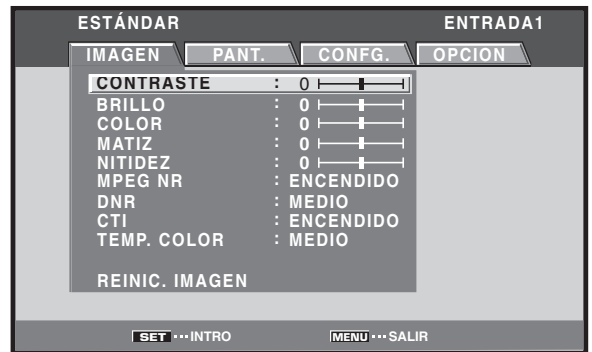 ESTÁNDAR ENTRADA1
IMAGEN PANT. CONFG. OPCION
CONTRASTE : 0
BRILLO : 0
COLOR : 0
MATIZ : 0
NITIDEZ : 0
MPEG NR : ENCENDIDO
DNR : MEDIO
CTI : ENCENDIDO
TEMP. COLOR : MEDIO
REINIC. IMAGEN
SET ··· INTRO MENU ··· SALIR